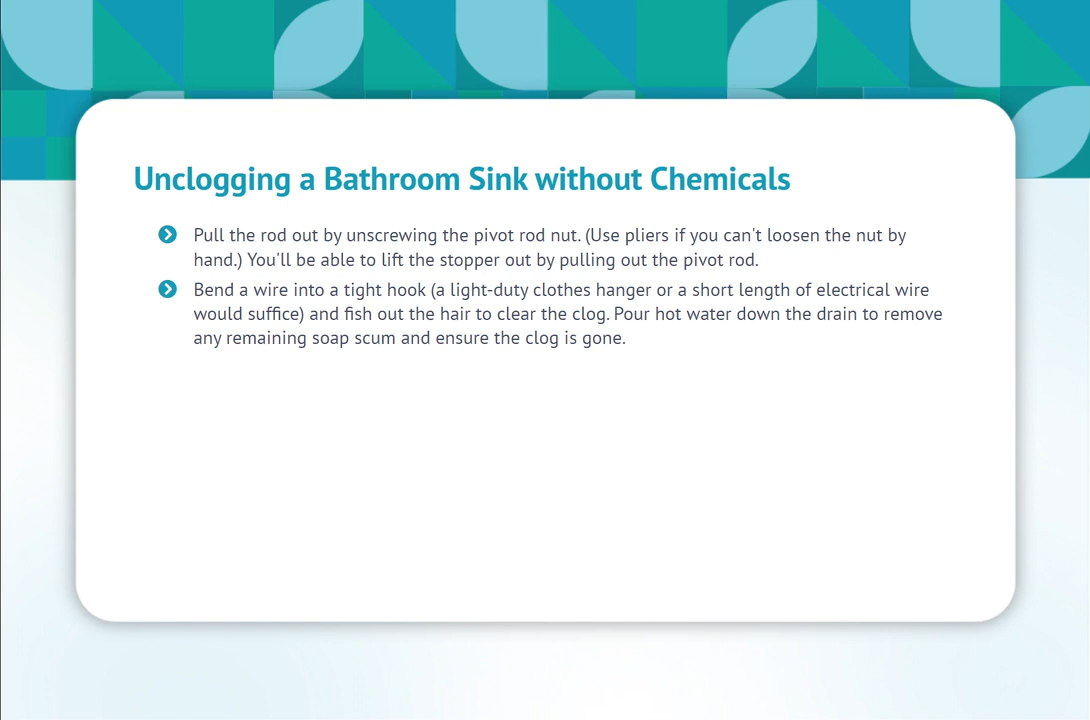 Unclogging a Bathroom Sink without Chemicals
Pull the rod out by unscrewing the pivot rod nut. (Use pliers if you can't loosen the nut by
hand.) You'll be able to lift the stopper out by pulling out the pivot rod.
Bend a wire into a tight hook (a light-duty clothes hanger or a short length of electrical wire
would suffice) and fish out the hair to clear the clog. Pour hot water down the drain to remove
any remaining soap scum and ensure the clog is gone.